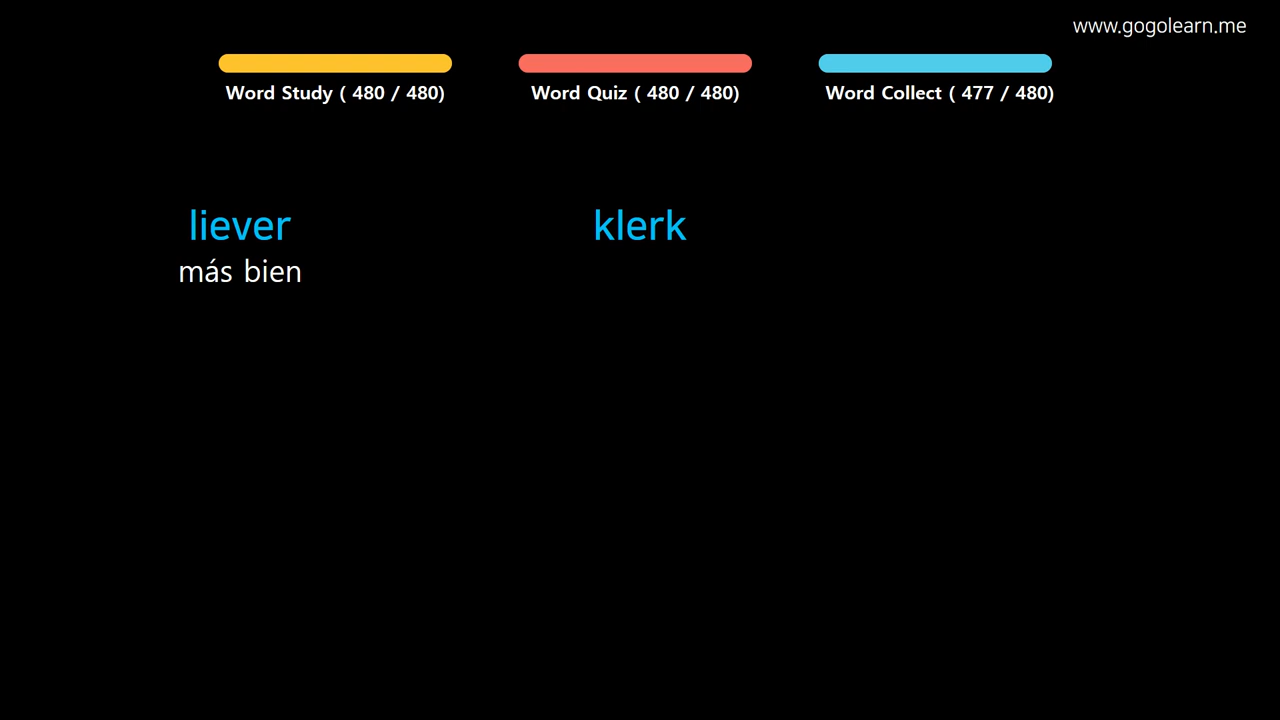 www.gogolearn.me
Word Study ( 480 / 480)
Word Quiz ( 480 / 480)
Word Collect ( 477 / 480)
liever
más bien
klerk